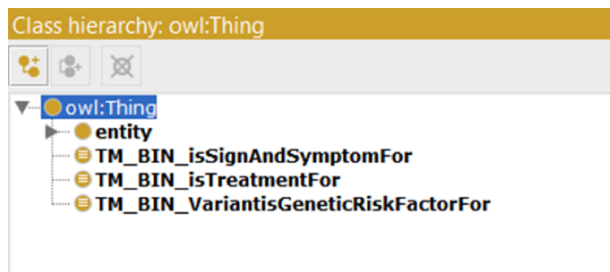 Class hierarchy: owl:Thing
owl:Thing
entity
TM_BIN_isSignAndSymptomFor
TM_BIN_isTreatmentFor
TM_BIN_VariantisGeneticRiskFactorFor